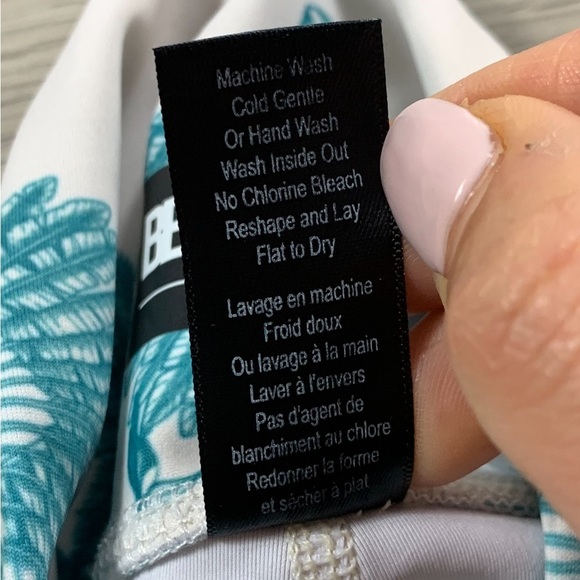 Machine Wash
Cold Gentle
Or Hand Wash
Wash Inside Out
No Chlorine Bleach
Reshape and Lay
Flat to Dry
Lavage en machine
Froid doux
Ou lavage à la main
Laver à l'envers
Pas d'agent de
blanchiment au chlore
Redonner la forme
et sécher à plat
BE